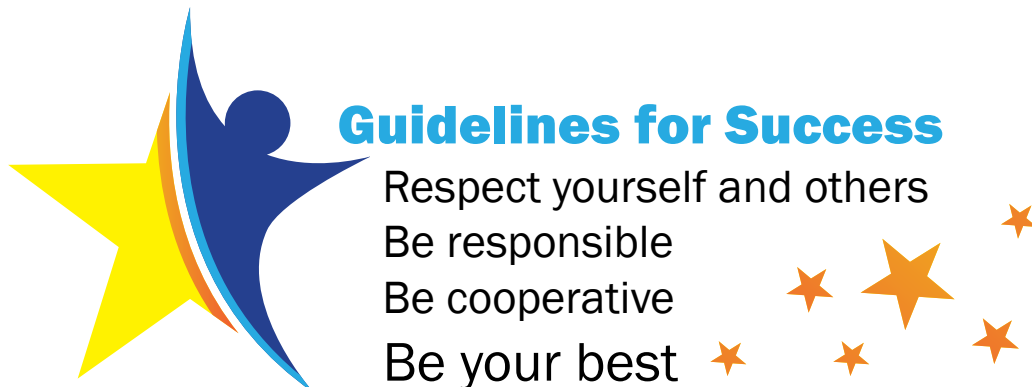 Guidelines for Success
Respect yourself and others
Be responsible
Be cooperative
Be your best